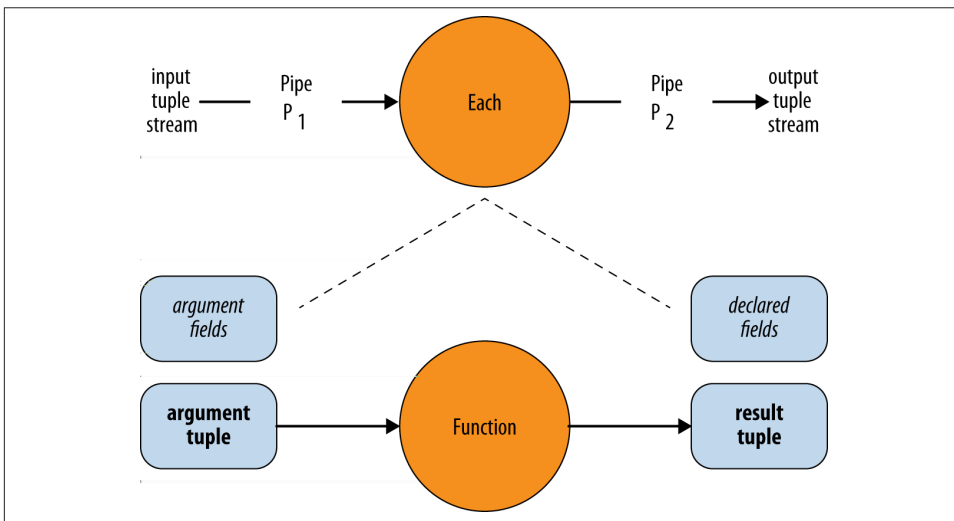 input
tuple
stream
Pipe
P 1
Each
Pipe
P 2
output
tuple
stream
argument
fields
declared
fields
argument
tuple
Function
result
tuple